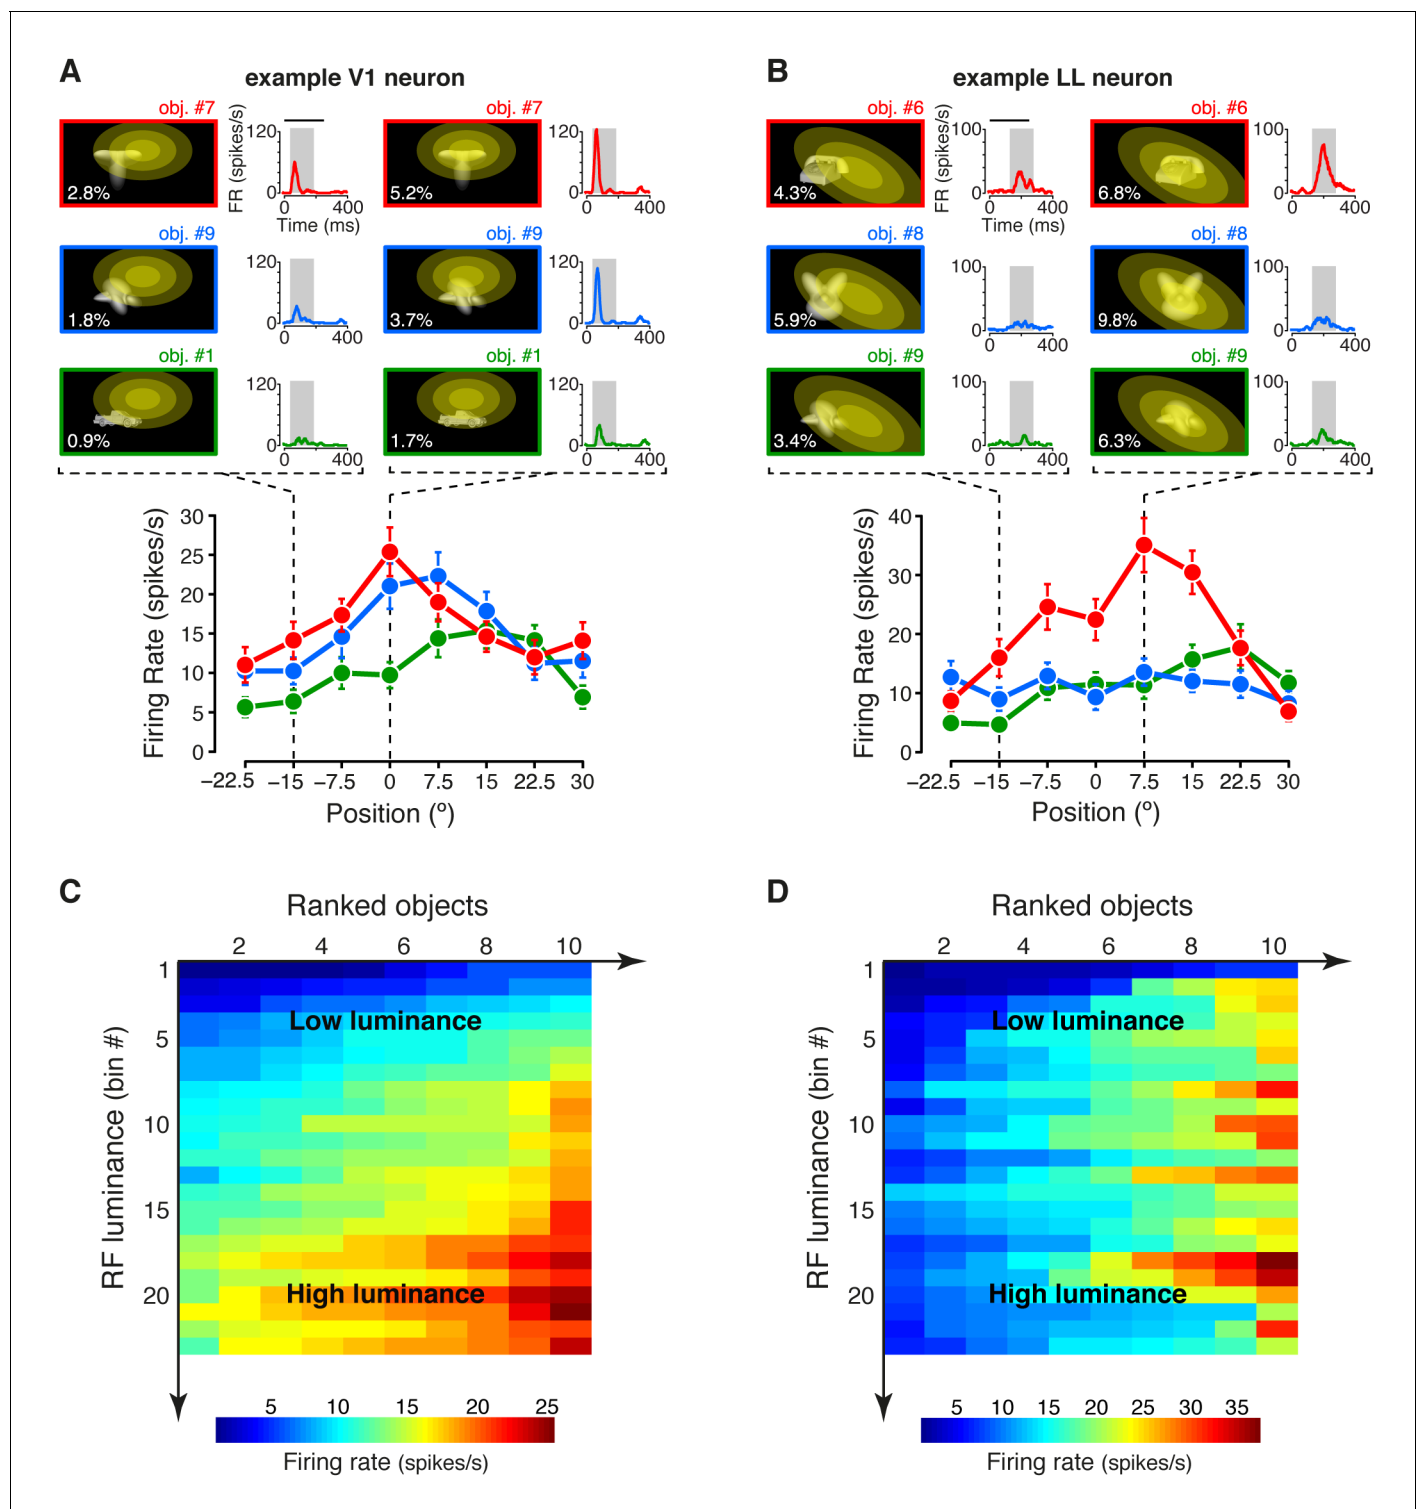 A
example V1 neuron
obj. #7
obj. #7
FR (spikes/s)
120
0
0
400
Time (ms)
120
0
0
400
2.8%
5.2%
obj. #9
obj. #9
120
0
0
400
120
0
0
400
1.8%
3.7%
obj. #1
obj. #1
120
0
0
400
120
0
0
400
0.9%
1.7%
Firing Rate (spikes/s)
30
25
20
15
10
5
0
−22.5 −15 −7.5 0 7.5 15 22.5 30
Position (º)
B
example LL neuron
obj. #6
obj. #6
FR (spikes/s)
100
0
0
400
Time (ms)
100
0
0
400
4.3%
6.8%
obj. #8
obj. #8
100
0
0
400
100
0
0
400
5.9%
9.8%
obj. #9
obj. #9
100
0
0
400
100
0
0
400
3.4%
6.3%
Firing Rate (spikes/s)
40
30
20
10
0
−22.5 −15 −7.5 0 7.5 15 22.5 30
Position (º)
C
Ranked objects
2 4 6 8 10
RF luminance (bin #)
1
5
10
15
20
Low luminance
High luminance
5 10 15 20 25
Firing rate (spikes/s)
D
Ranked objects
2 4 6 8 10
RF luminance (bin #)
1
5
10
15
20
Low luminance
High luminance
5 10 15 20 25 30 35
Firing rate (spikes/s)